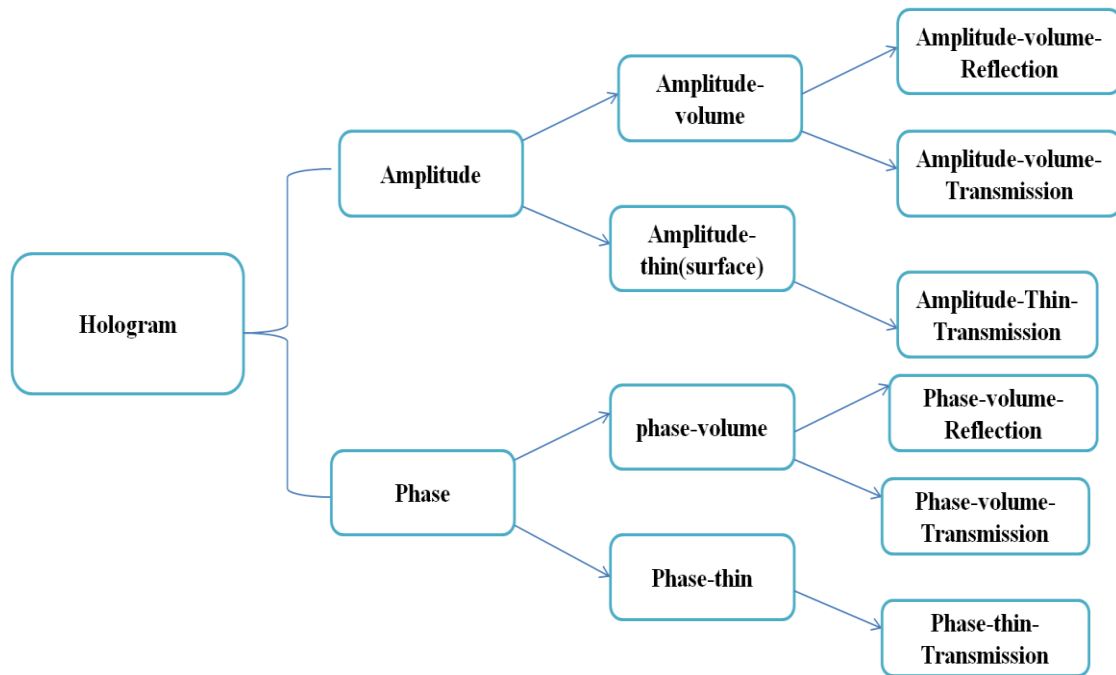 Hologram
Amplitude
Phase
Amplitude-
volume
Amplitude-
thin(surface)
phase-volume
Phase-thin
Amplitude-volume-
Reflection
Amplitude-volume-
Transmission
Amplitude-Thin-
Transmission
Phase-volume-
Reflection
Phase-volume-
Transmission
Phase-thin-
Transmission